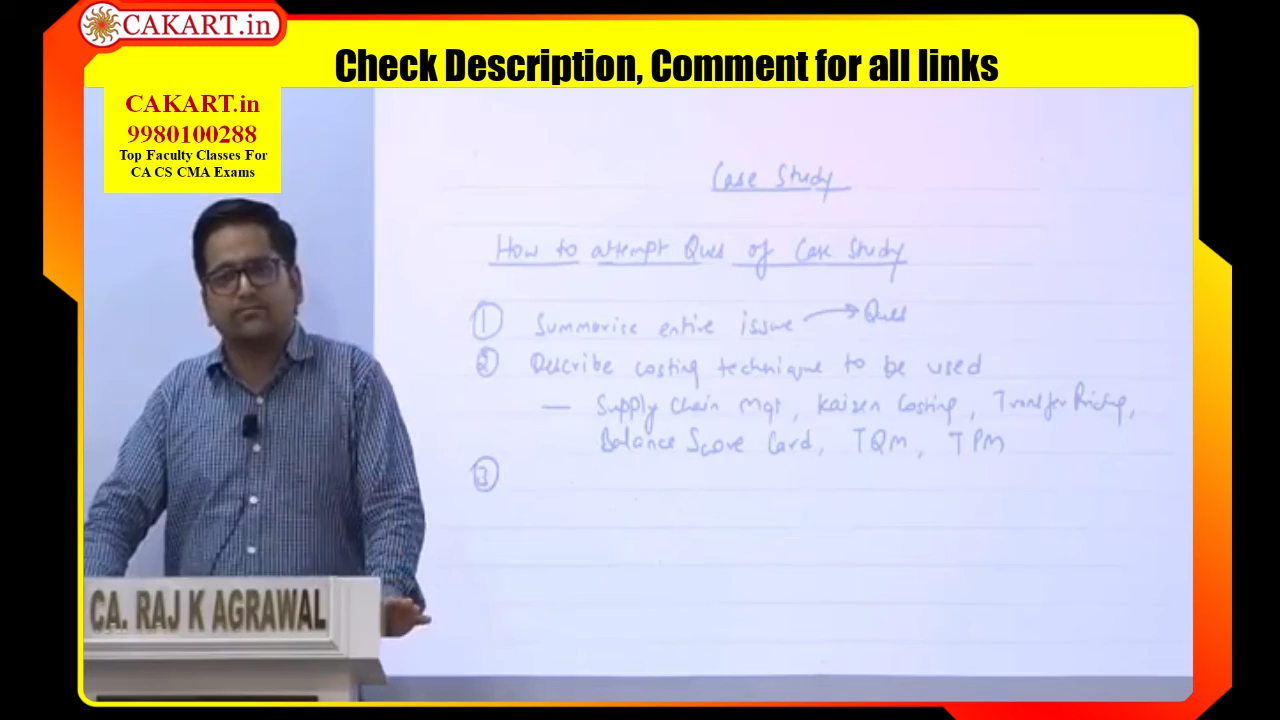 CAKART.in
Check Description, Comment for all links
CAKART.in
9980100288
Top Faculty Classes For
CA CS CMA Exams
Case Study
How to attempt Ques of Case Study
① Summarise entire issue → Ques
② Describe costing technique to be used
— Supply Chain Mgt, Kaizen Costing, Transfer Pricing,
Balance Score Card, TQM, TPM
③
CA. RAJ K AGRAWAL